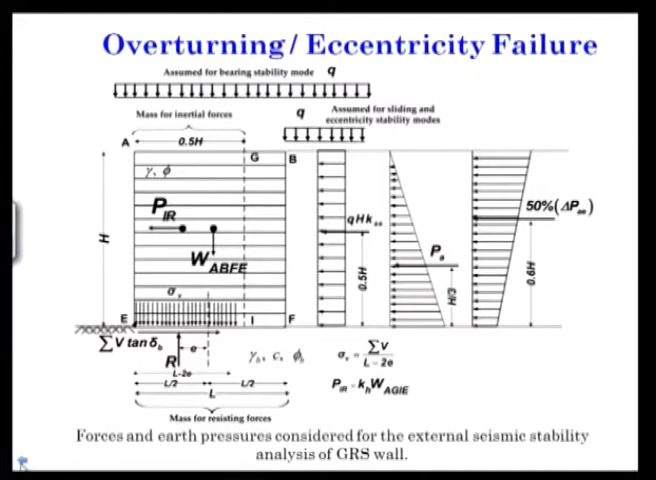 Overturning / Eccentricity Failure
Assumed for bearing stability mode q
Mass for inertial forces
q
Assumed for sliding and
eccentricity stability modes
A
0.5H
G
B
γ, ϕ
P_IR
W_ABFE
H
σ_v
E
I
F
qHk_ae
0.5H
P_a
H/3
50%(ΔP_ae)
0.6H
∑V tan δ_b
R
e
L-2e
L/2
L/2
L
γ_b, c, ϕ_b
σ_v = ∑V / L - 2e
P_IR = k_h W_AGIE
Mass for resisting forces
Forces and earth pressures considered for the external seismic stability
analysis of GRS wall.